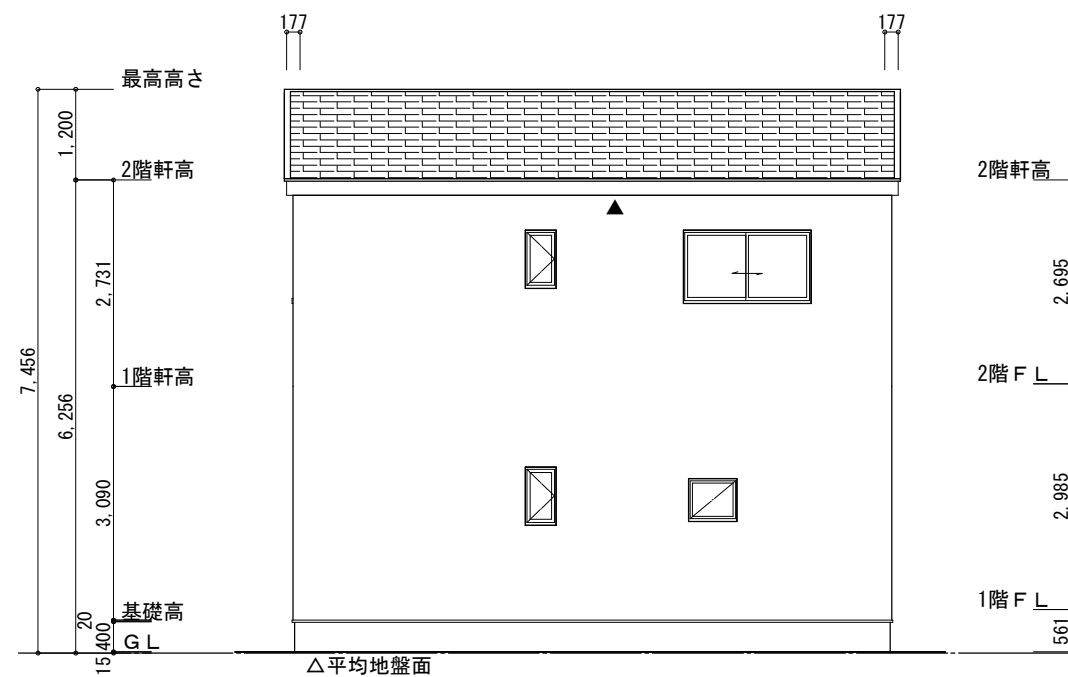 177
177
最高高さ
1,200
2階軒高
2階軒高
2,731
2,695
7,456
1階軒高
2階ＦＬ
6,256
3,090
2,985
基礎高
1階ＦＬ
20
400
ＧＬ
561
15
△平均地盤面